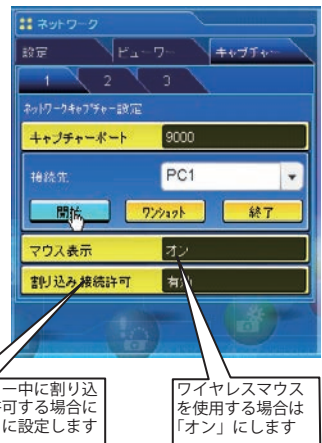 ネットワーク
設定 ビューワー キャプチャー
1 2 3
ネットワークキャプチャー設定
キャプチャーポート 9000
接続先 PC1
開始 ワンショット 終了
マウス表示 オン
割り込み接続許可 有効
ー中に割り込
許可する場合に
に設定します
ワイヤレスマウス
を使用する場合は
「オン」にします